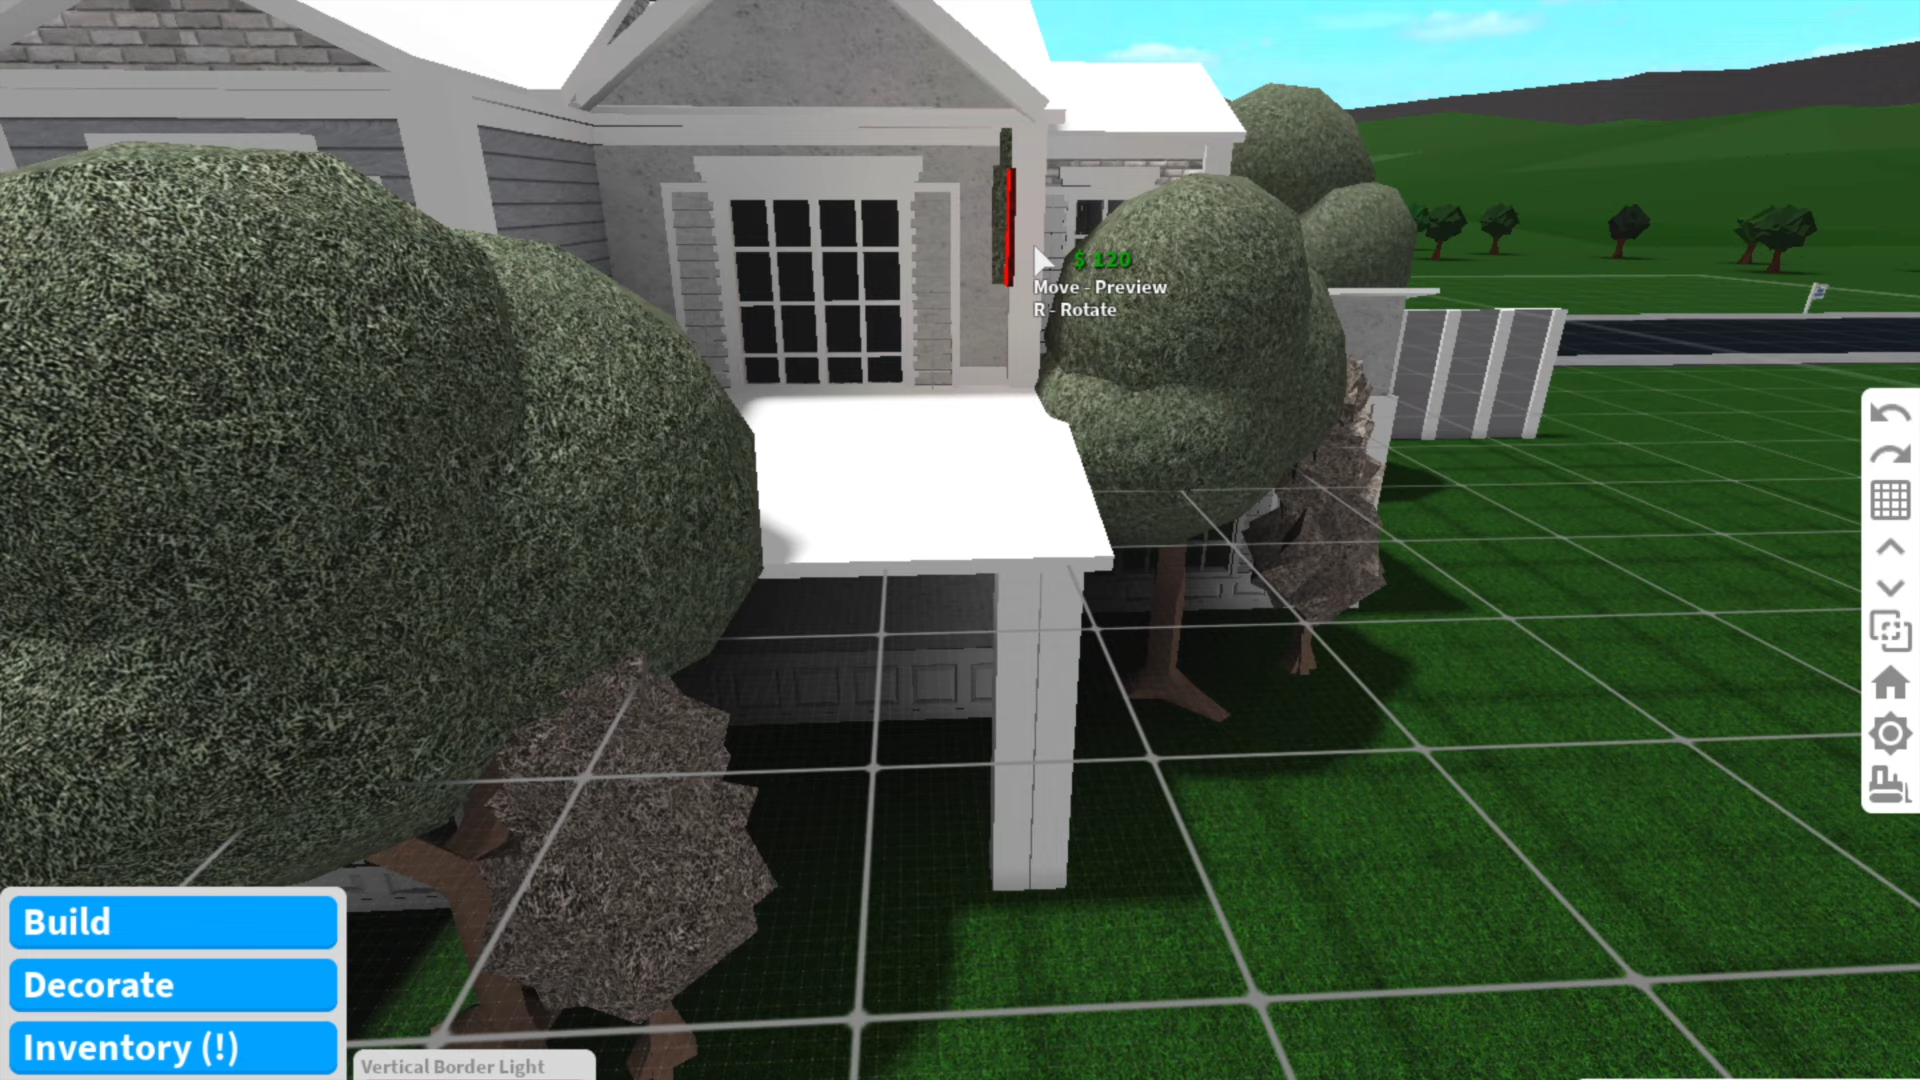 $ 120
Move - Preview
R - Rotate
Build
Decorate
Inventory (!)
Vertical Border Light